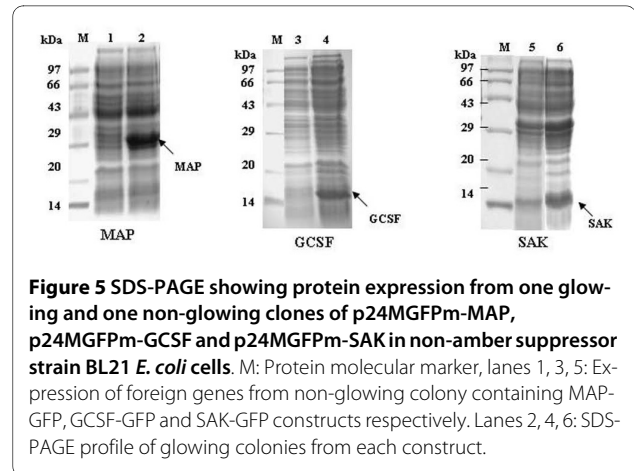 kDa M 1 2
97
66
43
29
20
14
MAP
MAP
kDa M 3 4
97
66
43
29
20
14
GCSF
GCSF
kDa M 5 6
97
66
43
29
20
14
SAK
SAK
Figure 5 SDS-PAGE showing protein expression from one glow-
ing and one non-glowing clones of p24MGFPm-MAP,
p24MGFPm-GCSF and p24MGFPm-SAK in non-amber suppressor
strain BL21 E. coli cells. M: Protein molecular marker, lanes 1, 3, 5: Ex-
pression of foreign genes from non-glowing colony containing MAP-
GFP, GCSF-GFP and SAK-GFP constructs respectively. Lanes 2, 4, 6: SDS-
PAGE profile of glowing colonies from each construct.